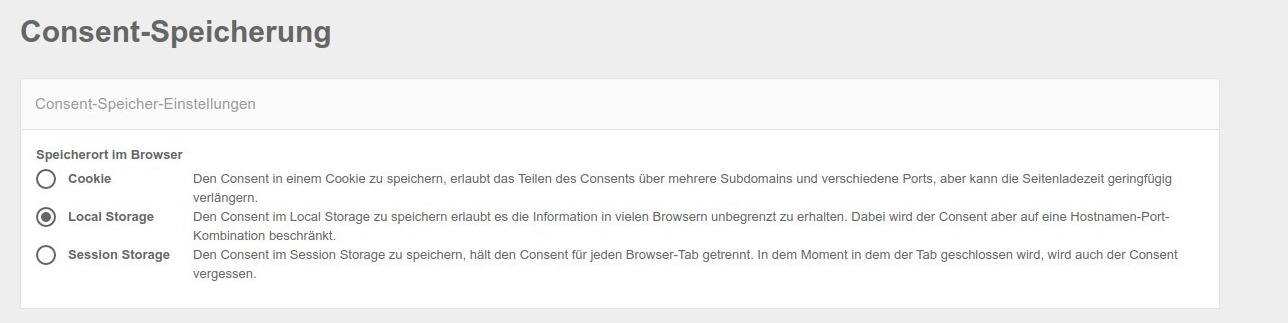 Consent-Speicherung
Consent-Speicher-Einstellungen
Speicherort im Browser
Cookie Den Consent in einem Cookie zu speichern, erlaubt das Teilen des Consents über mehrere Subdomains und verschiedene Ports, aber kann die Seitenladezeit geringfügig
verlängern.
Local Storage Den Consent im Local Storage zu speichern erlaubt es die Information in vielen Browsern unbegrenzt zu erhalten. Dabei wird der Consent aber auf eine Hostnamen-Port-
Kombination beschränkt.
Session Storage Den Consent im Session Storage zu speichern, hält den Consent für jeden Browser-Tab getrennt. In dem Moment in dem der Tab geschlossen wird, wird auch der Consent
vergessen.